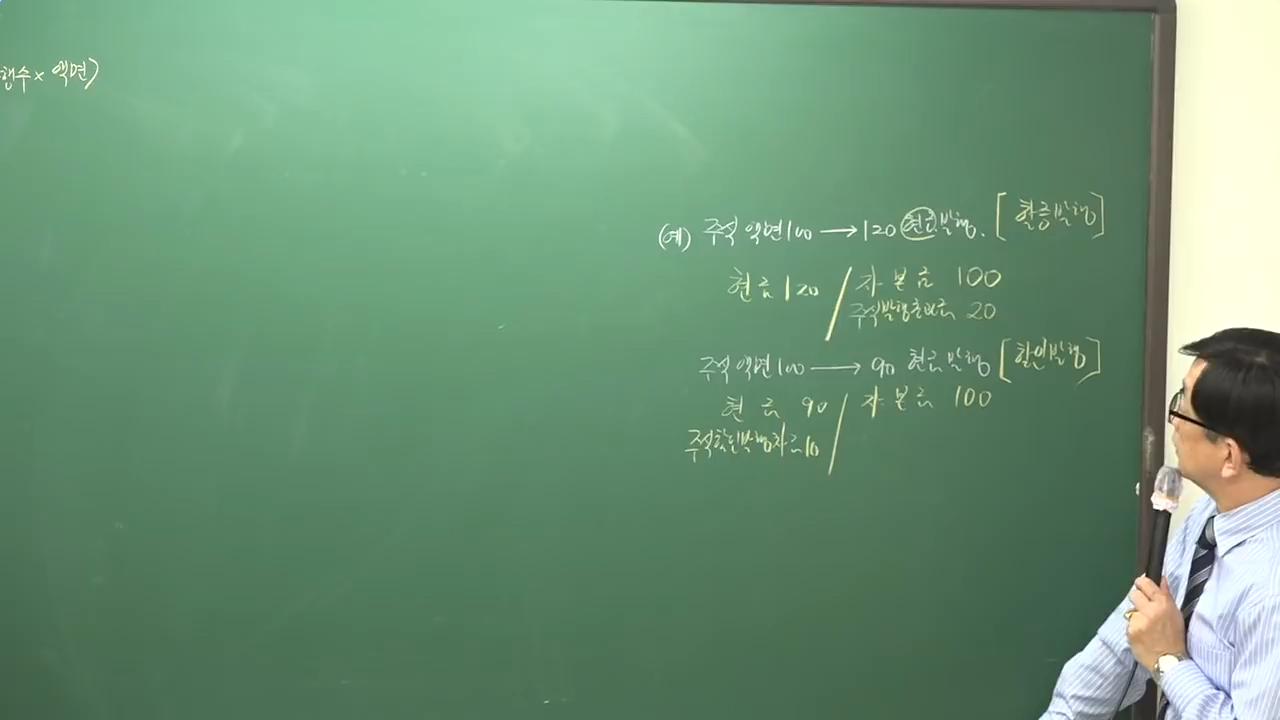 행수 × 액면)
(예) 주식 액면 100 → 120 현금발행. [할증발행]
현금 120 / 자본금 100
주식발행초과금 20
주식 액면 100 → 90 현금발행 [할인발행]
현금 90 / 자본금 100
주식할인발행차금 10